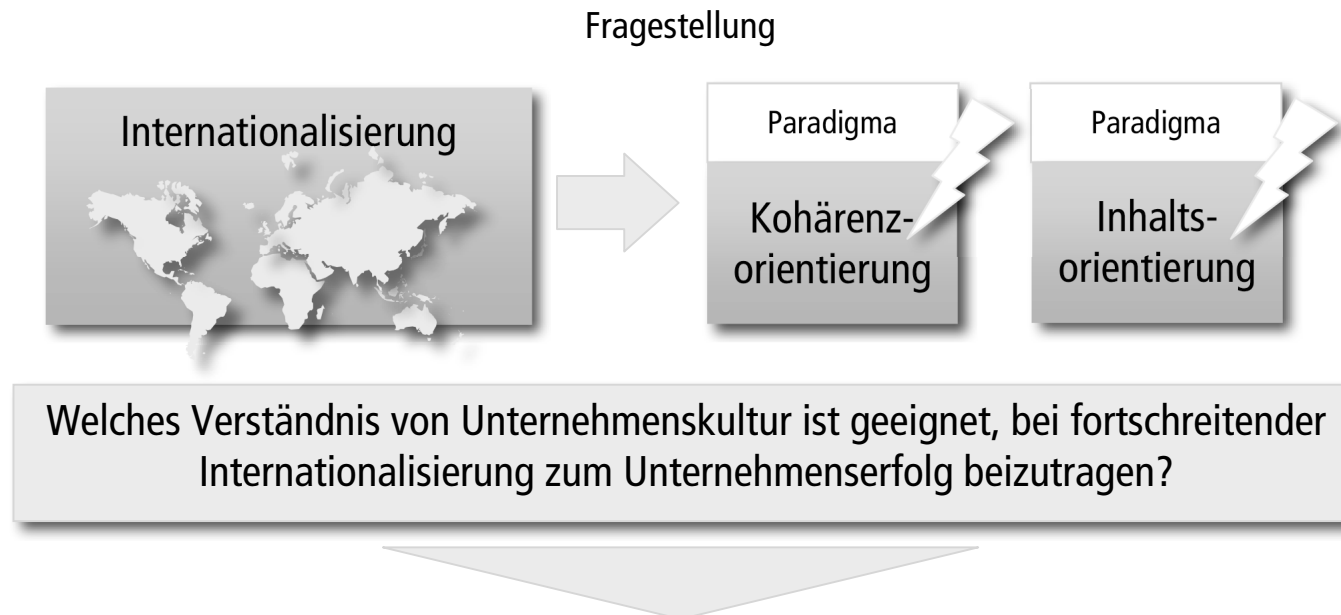 Fragestellung
Internationalisierung
Paradigma
Kohärenz-
orientierung
Paradigma
Inhalts-
orientierung
Welches Verständnis von Unternehmenskultur ist geeignet, bei fortschreitender
Internationalisierung zum Unternehmenserfolg beizutragen?